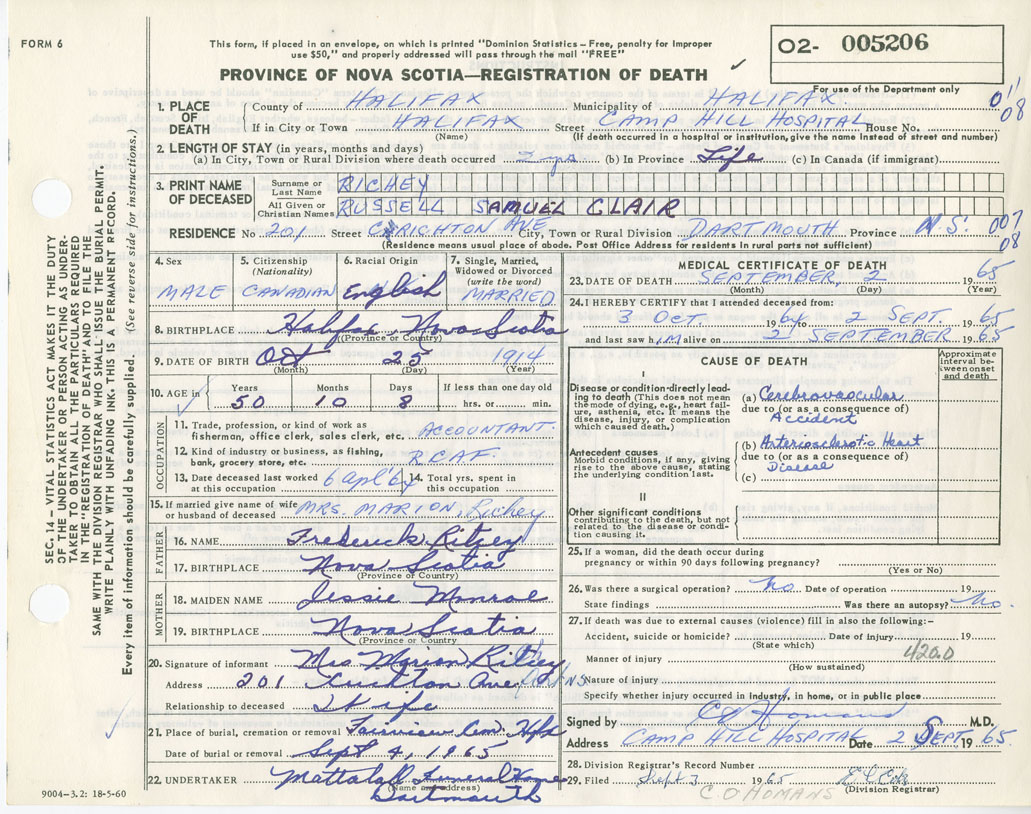 FORM 6
This form, if placed in an envelope, on which is printed "Dominion Statistics – Free, penalty for improper
use $50," and properly addressed will pass through the mail "FREE"
PROVINCE OF NOVA SCOTIA—REGISTRATION OF DEATH
O2- 005206
For use of the Department only
011
08
1. PLACE OF DEATH
County of HALIFAX Municipality of HALIFAX.
If in City or Town HALIFAX Street CAMP HILL HOSPITAL House No.
(Name) (If death occurred in a hospital or institution, give the name instead of street and number)
2. LENGTH OF STAY (in years, months and days)
(a) In City, Town or Rural Division where death occurred (b) In Province Life (c) In Canada (if immigrant)
3. PRINT NAME OF DECEASED
Surname or Last Name RICHEY
All Given or Christian Names RUSSELL SAMUEL CLAIR
RESIDENCE No. 201 Street CRICHTON AVE City, Town or Rural Division DARTMOUTH Province N.S.
007
08
(Residence means usual place of abode. Post Office Address for residents in rural parts not sufficient)
4. Sex MALE
5. Citizenship (Nationality) CANADIAN
6. Racial Origin English
7. Single, Married, Widowed or Divorced (write the word) MARRIED
8. BIRTHPLACE Halifax, Nova Scotia
(Province or Country)
9. DATE OF BIRTH Oct 25 1914
(Month) (Day) (Year)
10. AGE in Years 50 Months 10 Days 8 If less than one day old hrs. or min.
OCCUPATION
11. Trade, profession, or kind of work as
fisherman, office clerk, sales clerk, etc. ACCOUNTANT.
12. Kind of industry or business, as fishing,
bank, grocery store, etc. RCAF
13. Date deceased last worked
at this occupation 6 apl 64
14. Total yrs. spent in
this occupation
15. If married give name of wife
or husband of deceased MRS. MARION, Richey
FATHER
16. NAME Frederick Ritsey
17. BIRTHPLACE Nova Scotia
(Province or Country)
MOTHER
18. MAIDEN NAME Jessie Monroe
19. BIRTHPLACE Nova Scotia
(Province or Country)
20. Signature of informant Mrs Marion
Address 201 Ave
Relationship to deceased Wife
21. Place of burial, cremation or removal Fairview Cem. Hfx
Date of burial or removal Sept 4, 1965
22. UNDERTAKER Mattatall Funeral Home
(Name and address)
Dartmouth
9004-3.2: 18-5-60
MEDICAL CERTIFICATE OF DEATH
23. DATE OF DEATH SEPTEMBER, 2 1965
(Month) (Day) (Year)
24. I HEREBY CERTIFY that I attended deceased from:
3 OCT. 1964 to 2 SEPT. 1965
and last saw hIM alive on 2 SEPTEMBER 1965
CAUSE OF DEATH
Approximate interval between onset and death
I
Disease or condition directly leading to death (This does not mean the mode of dying, e.g., heart failure, asthenia, etc. It means the disease, injury, or complication which caused death.)
(a) Cerebrovascular
due to (or as a consequence of)
Accident
Antecedent causes
Morbid conditions, if any, giving rise to the above cause, stating the underlying condition last.
(b) Arteriosclerotic Heart
due to (or as a consequence of)
Disease
(c)
II
Other significant conditions
contributing to the death, but not related to the disease or condition causing it.
25. If a woman, did the death occur during
pregnancy or within 90 days following pregnancy?
(Yes or No)
26. Was there a surgical operation? No Date of operation 19
State findings Was there an autopsy? No.
27. If death was due to external causes (violence) fill in also the following:–
Accident, suicide or homicide? Date of injury 19
(State which)
4200
Manner of injury
(How sustained)
Nature of injury
Specify whether injury occurred in industry, in home, or in public place
Signed by C O Homans M.D.
Address CAMP HILL HOSPITAL Date 2 SEPT. 1965.
28. Division Registrar's Record Number
29. Filed Sept 3 1965
(Division Registrar)
C O HOMANS
SEC. 14 – VITAL STATISTICS ACT MAKES IT THE DUTY
OF THE UNDERTAKER OR PERSON ACTING AS UNDER-
TAKER TO OBTAIN ALL THE PARTICULARS REQUIRED
IN THE "REGISTRATION OF DEATH" AND TO FILE THE
SAME WITH THE DIVISION REGISTRAR WHO SHALL ISSUE THE BURIAL PERMIT.
WRITE PLAINLY WITH UNFADING INK–THIS IS A PERMANENT RECORD.
Every item of information should be carefully supplied. (See reverse side for instructions.)